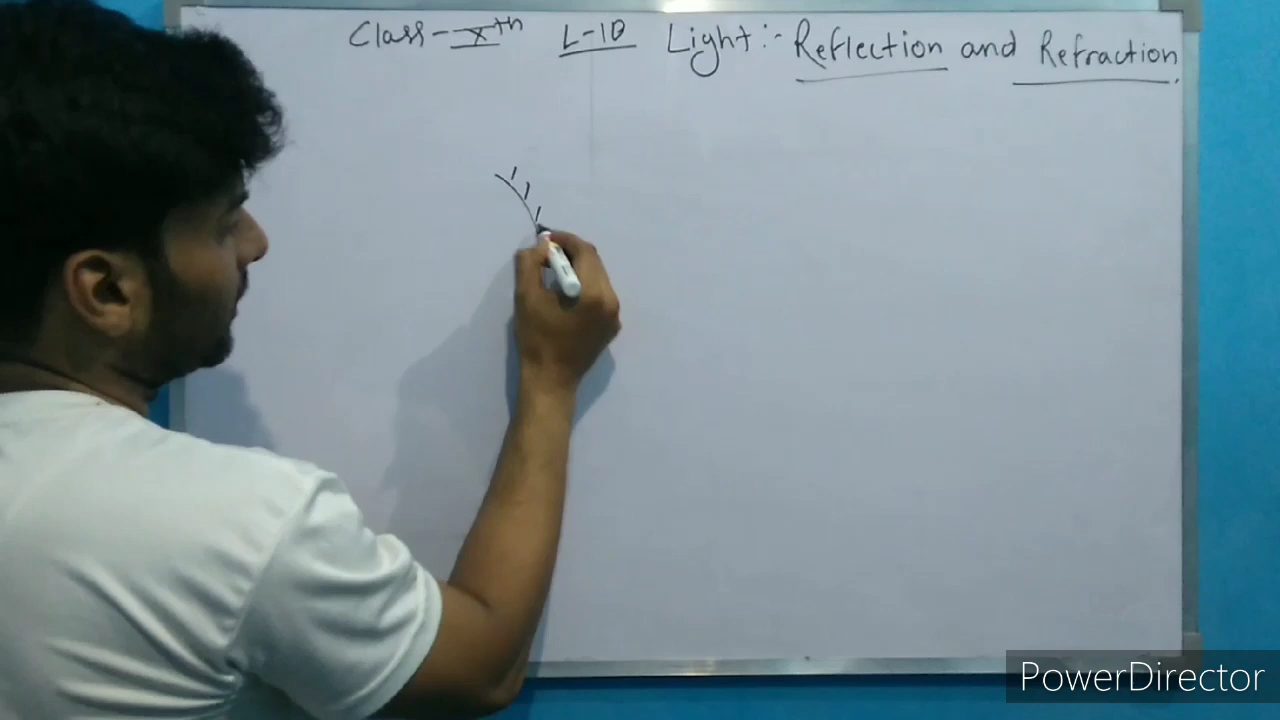 Class-Xth L-10 Light:- Reflection and Refraction
PowerDirector